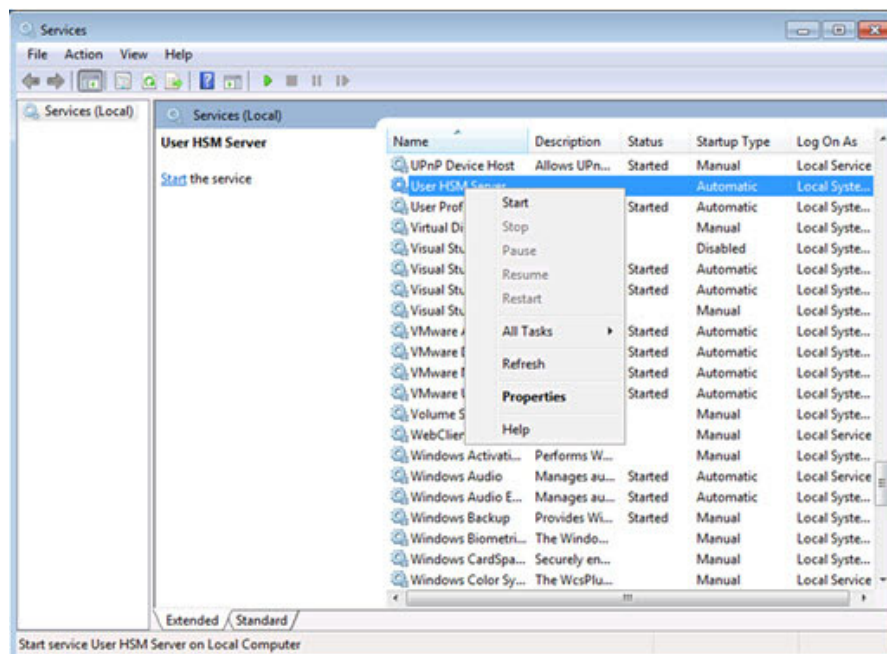 Services
File Action View Help
Services (Local)
Services (Local)
User HSM Server
Start the service
Name Description Status Startup Type Log On As
UPnP Device Host Allows UPn... Started Manual Local Service
User HSM Server Automatic Local Syste...
User Prof Started Automatic Local Syste...
Virtual Di Manual Local Syste...
Visual Stu Disabled Local Syste...
Visual Stu Started Automatic Local Syste...
Visual Stu Started Automatic Local Syste...
Visual Stu Manual Local Syste...
VMware Started Automatic Local Syste...
VMware Started Automatic Local Syste...
VMware Started Automatic Local Syste...
VMware Started Automatic Local Syste...
Volume S Manual Local Syste...
WebClien Manual Local Service
Windows Activati... Performs W... Manual Local Syste...
Windows Audio Manages au... Started Automatic Local Service
Windows Audio E... Manages au... Started Automatic Local Syste...
Windows Backup Provides Wi... Started Manual Local Syste...
Windows Biometri... The Windo... Manual Local Syste...
Windows CardSpa... Securely en... Manual Local Syste...
Windows Color Sy... The WcsPlu... Manual Local Service
Start
Stop
Pause
Resume
Restart
All Tasks
Refresh
Properties
Help
Extended Standard
Start service User HSM Server on Local Computer